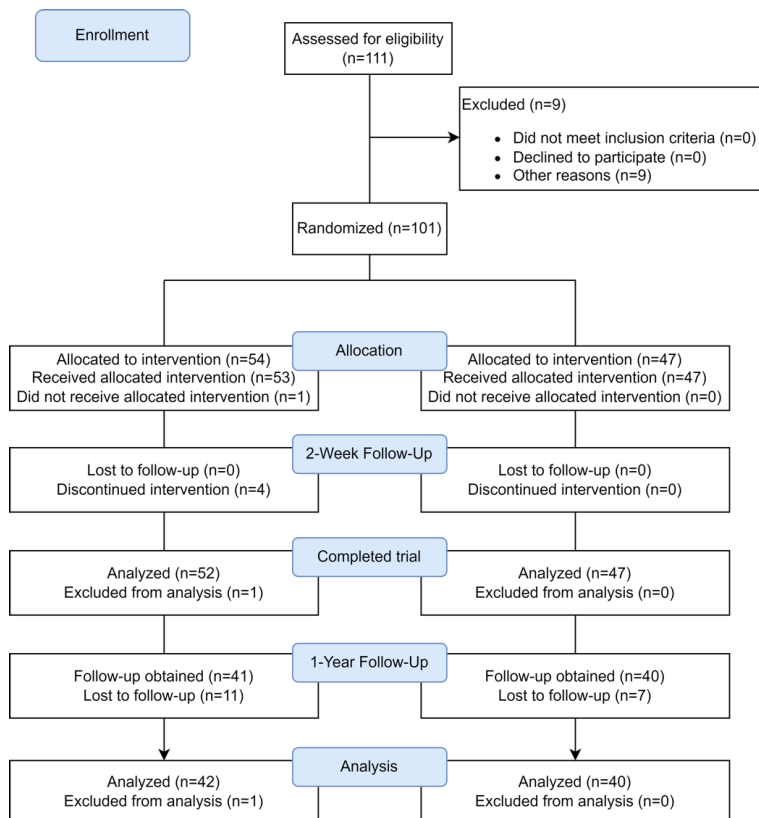 Enrollment
Assessed for eligibility
(n=111)
Excluded (n=9)
• Did not meet inclusion criteria (n=0)
• Declined to participate (n=0)
• Other reasons (n=9)
Randomized (n=101)
Allocation
Allocated to intervention (n=54)
Received allocated intervention (n=53)
Did not receive allocated intervention (n=1)
Allocated to intervention (n=47)
Received allocated intervention (n=47)
Did not receive allocated intervention (n=0)
2-Week Follow-Up
Lost to follow-up (n=0)
Discontinued intervention (n=4)
Lost to follow-up (n=0)
Discontinued intervention (n=0)
Completed trial
Analyzed (n=52)
Excluded from analysis (n=1)
Analyzed (n=47)
Excluded from analysis (n=0)
1-Year Follow-Up
Follow-up obtained (n=41)
Lost to follow-up (n=11)
Follow-up obtained (n=40)
Lost to follow-up (n=7)
Analysis
Analyzed (n=42)
Excluded from analysis (n=1)
Analyzed (n=40)
Excluded from analysis (n=0)